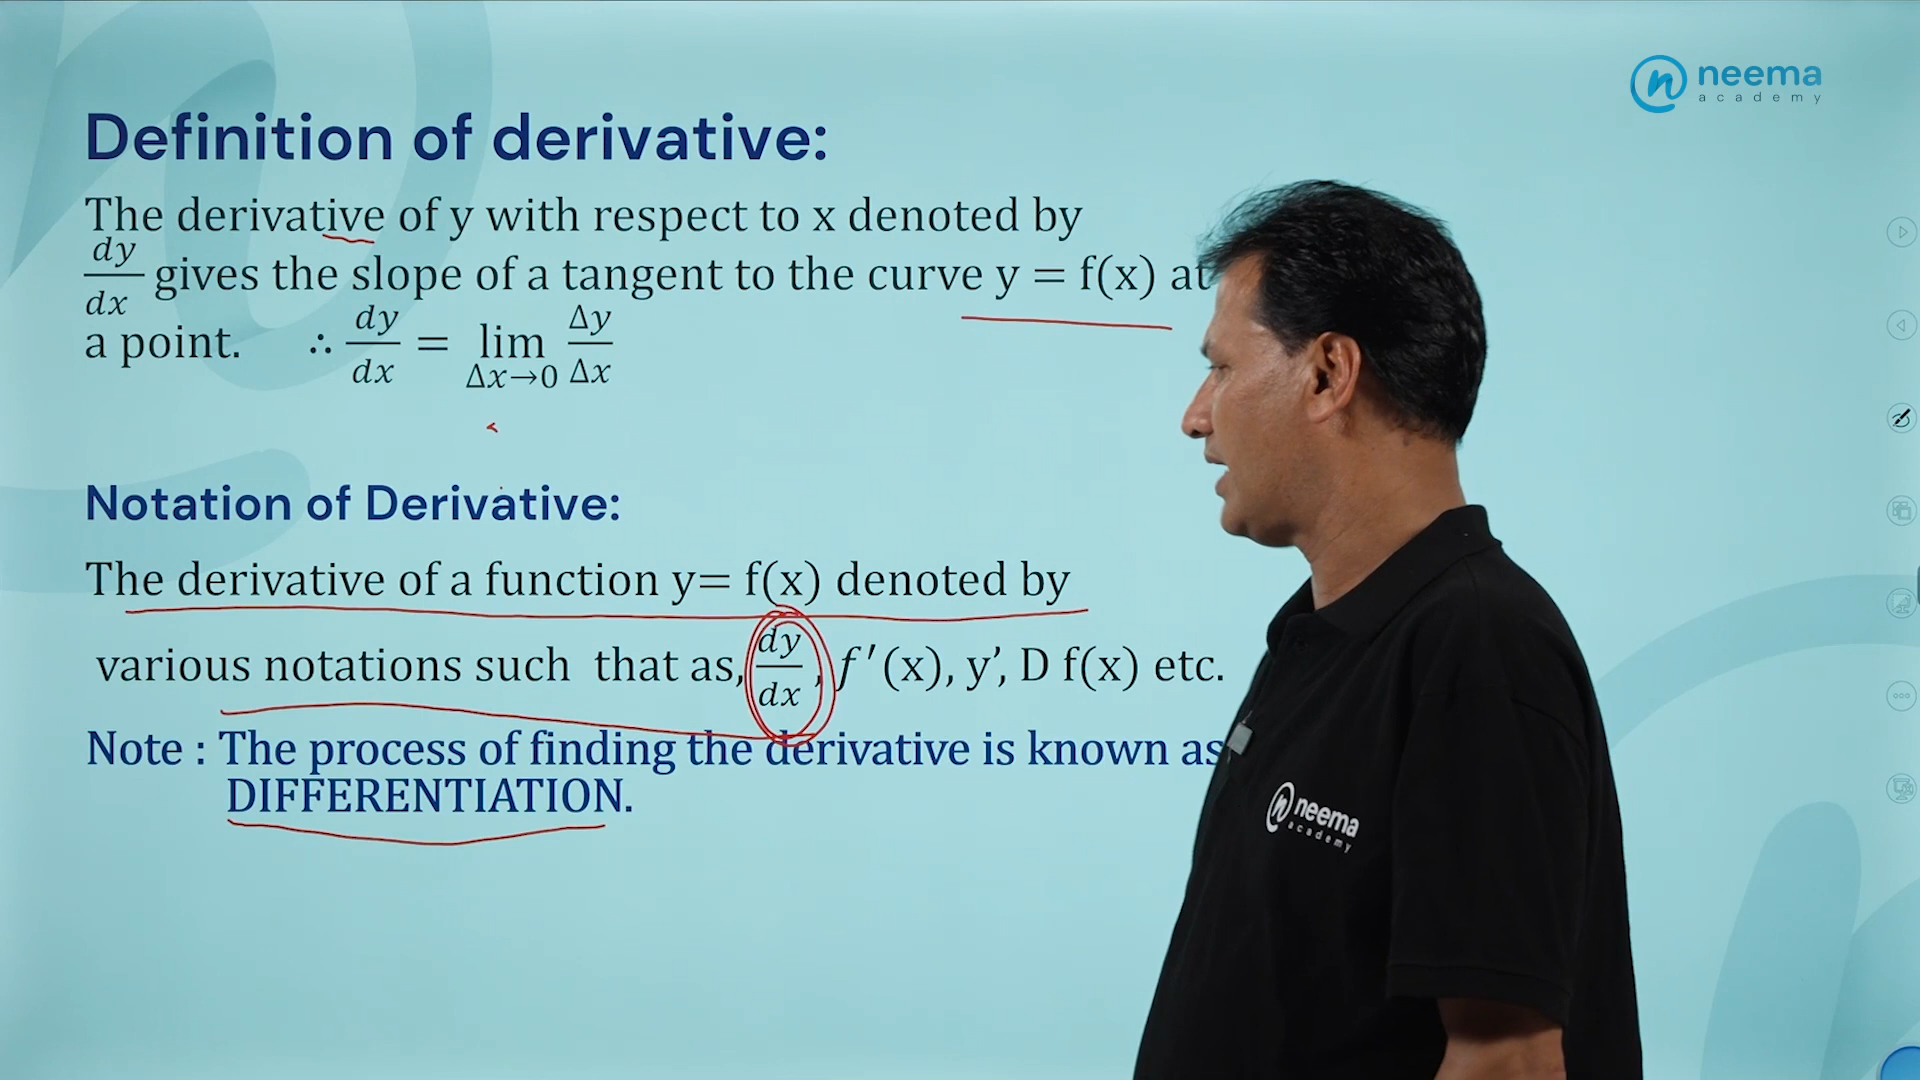 neema
academy
Definition of derivative:
The derivative of y with respect to x denoted by
dy/dx gives the slope of a tangent to the curve y = f(x) at
a point. ∴ dy/dx = lim Δx→0 Δy/Δx
Notation of Derivative:
The derivative of a function y= f(x) denoted by
various notations such that as, dy/dx, f′(x), y’, D f(x) etc.
Note : The process of finding the derivative is known as
DIFFERENTIATION.
neema
academy